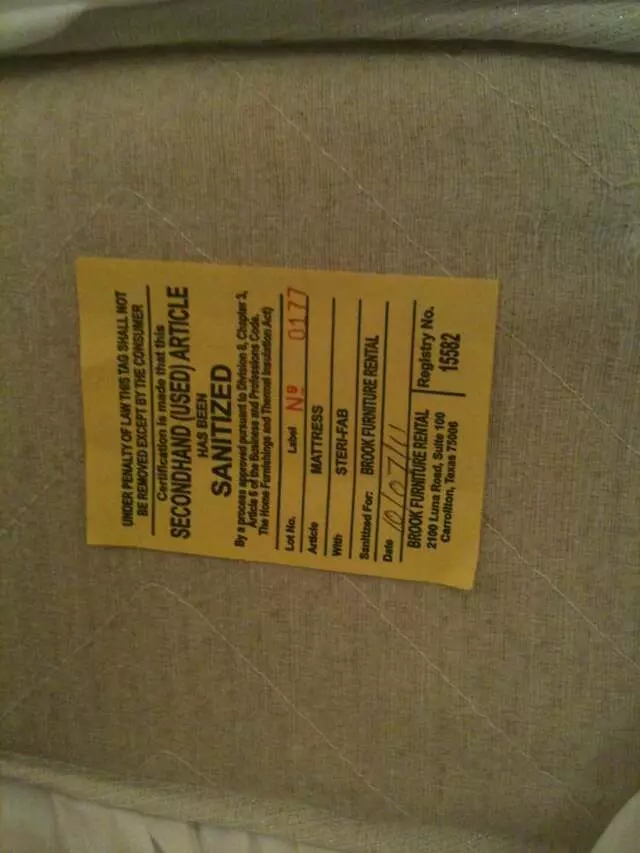 UNDER PENALTY OF LAW THIS TAG SHALL NOT
BE REMOVED EXCEPT BY THE CONSUMER
Certification is made that this
SECONDHAND (USED) ARTICLE
HAS BEEN
SANITIZED
By a process approved pursuant to Division 8, Chapter 3,
Article 6 of the Business and Professions Code.
The Home Furnishings and Thermal Insulation Act)
Lot No. Label Nº 0177
Article MATTRESS
With STERI-FAB
Sanitized For: BROOK FURNITURE RENTAL
Date 10/07/11
BROOK FURNITURE RENTAL
2100 Luna Road, Suite 100
Carrollton, Texas 75006
Registry No.
15582